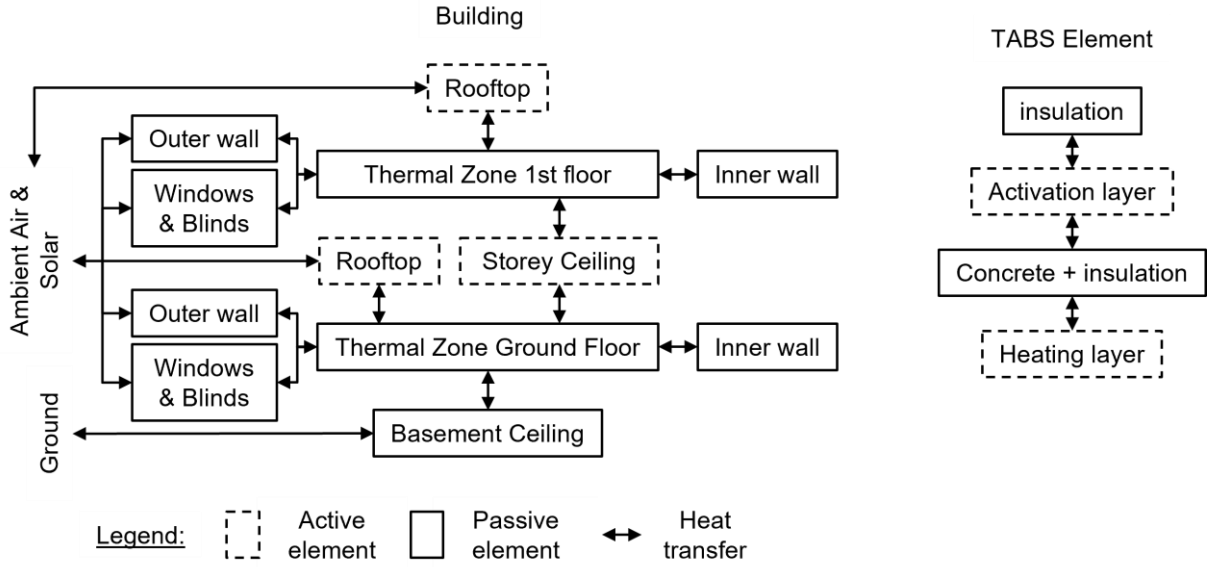 Building
TABS Element
Rooftop
insulation
Outer wall
Thermal Zone 1st floor
Inner wall
Activation layer
Windows
& Blinds
Ambient Air &
Solar
Rooftop
Storey Ceiling
Concrete + insulation
Outer wall
Thermal Zone Ground Floor
Inner wall
Heating layer
Windows
& Blinds
Ground
Basement Ceiling
Legend:
Active
element
Passive
element
Heat
transfer